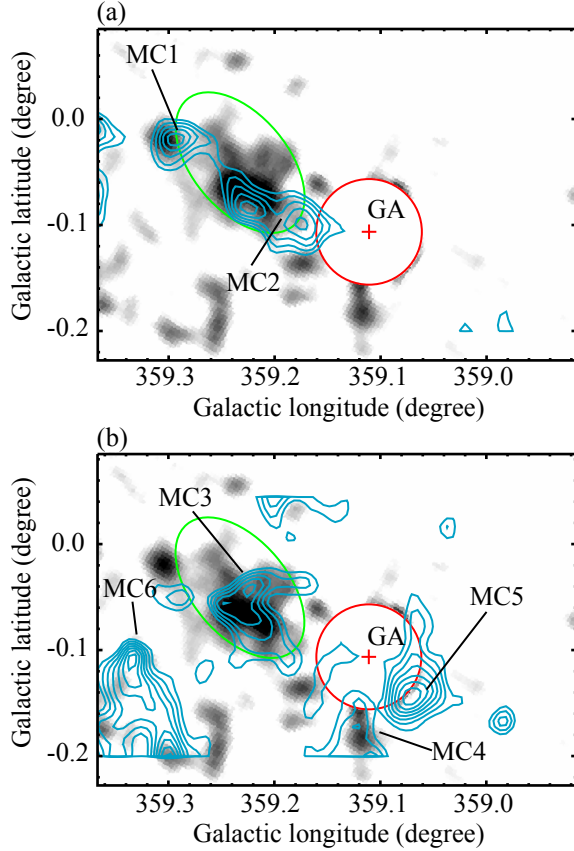 (a)
MC1
0.0
GA
-0.1
MC2
-0.2
359.3 359.2 359.1 359.0
Galactic longitude (degree)
Galactic latitude (degree)
(b)
MC3
0.0
MC6
MC5
GA
-0.1
MC4
-0.2
359.3 359.2 359.1 359.0
Galactic longitude (degree)
Galactic latitude (degree)